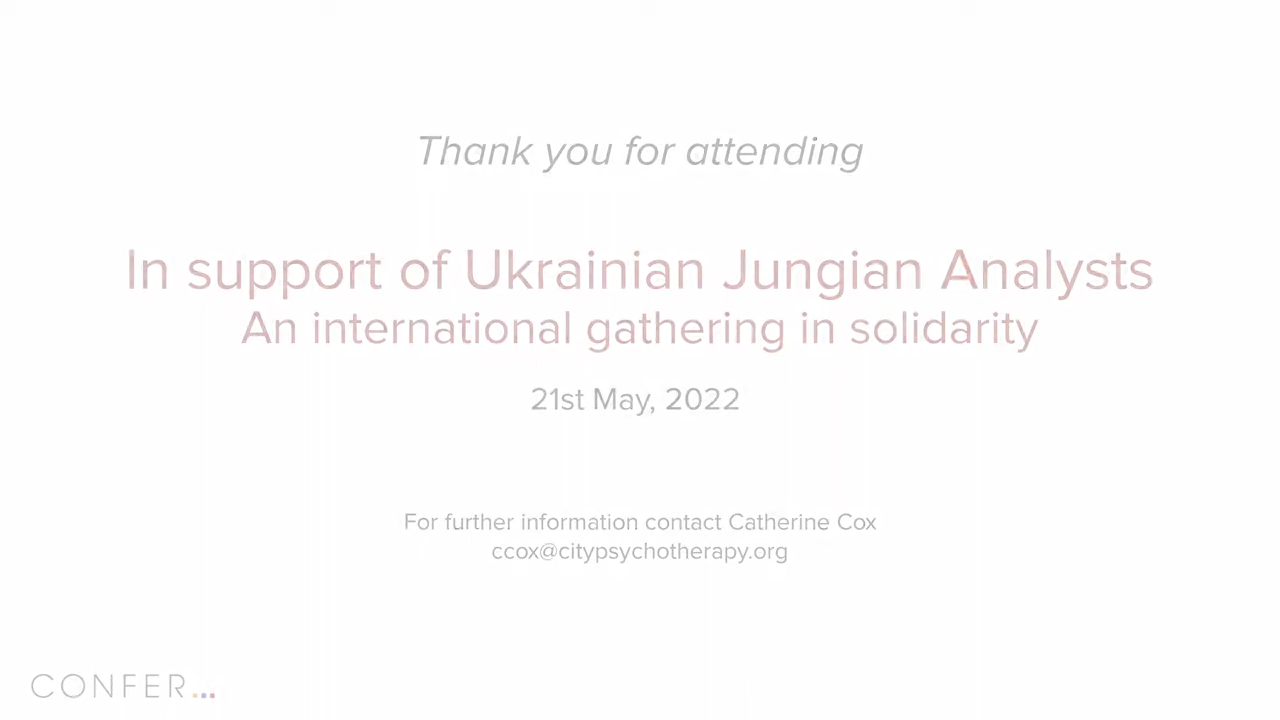 Thank you for attending
In support of Ukrainian Jungian Analysts
An international gathering in solidarity
21st May, 2022
For further information contact Catherine Cox
ccox@citypsychotherapy.org
CONFER...